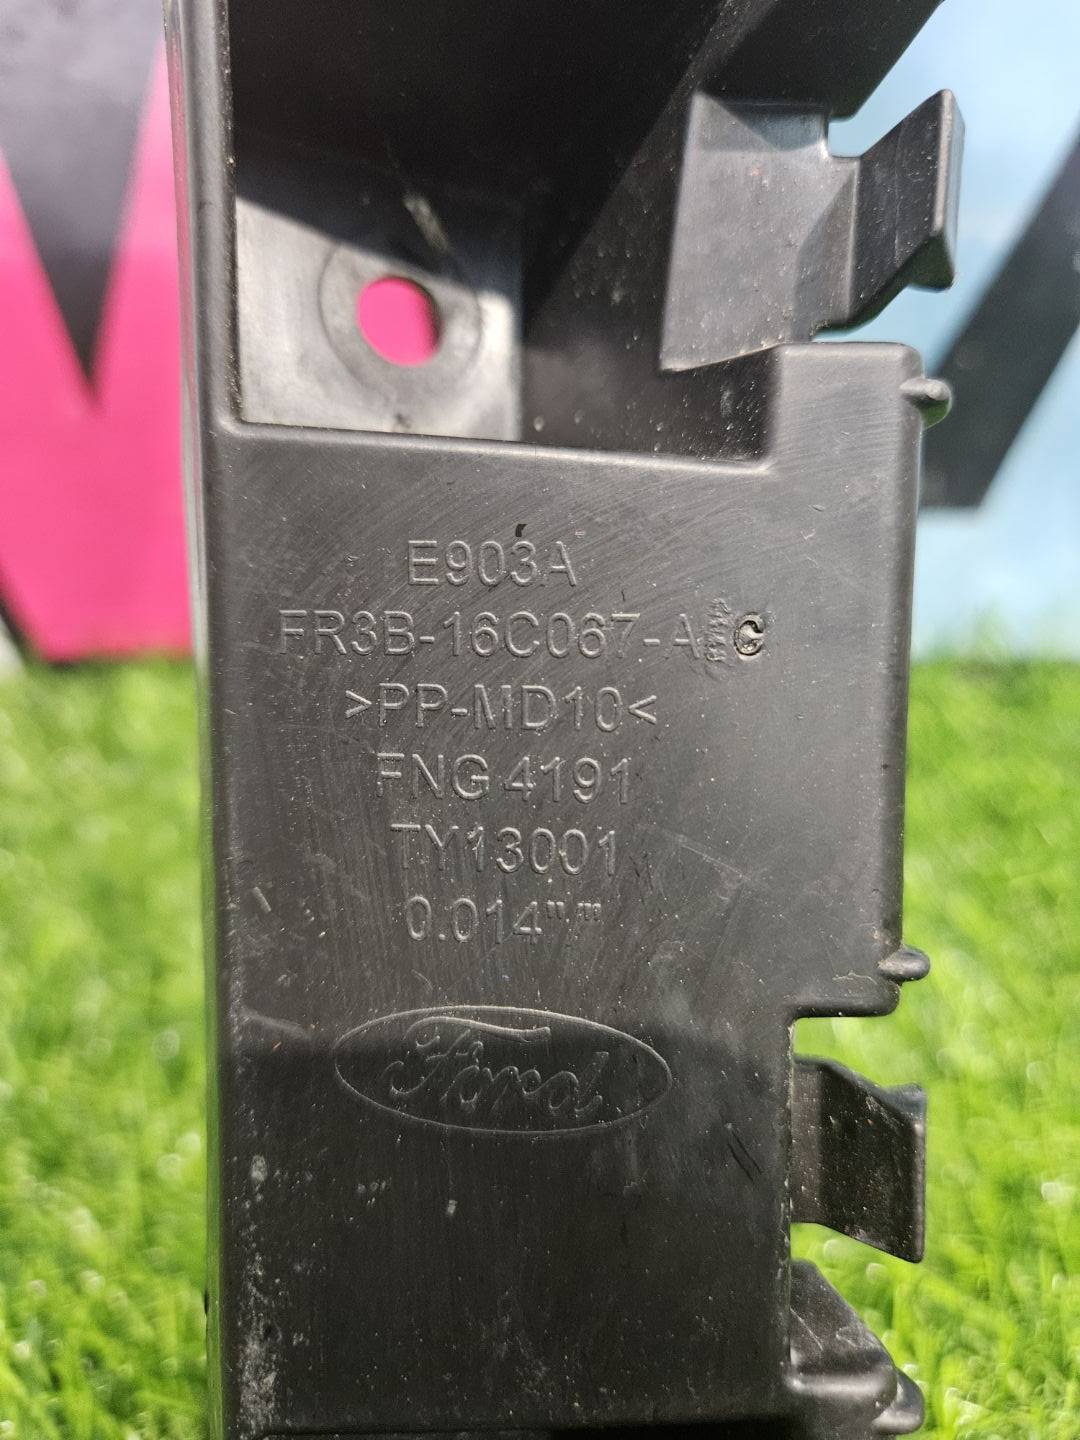 E903A
FR3B-16C067-A C
>PP-MD10<
FNG 4191
TY13001
0.014" "
Ford